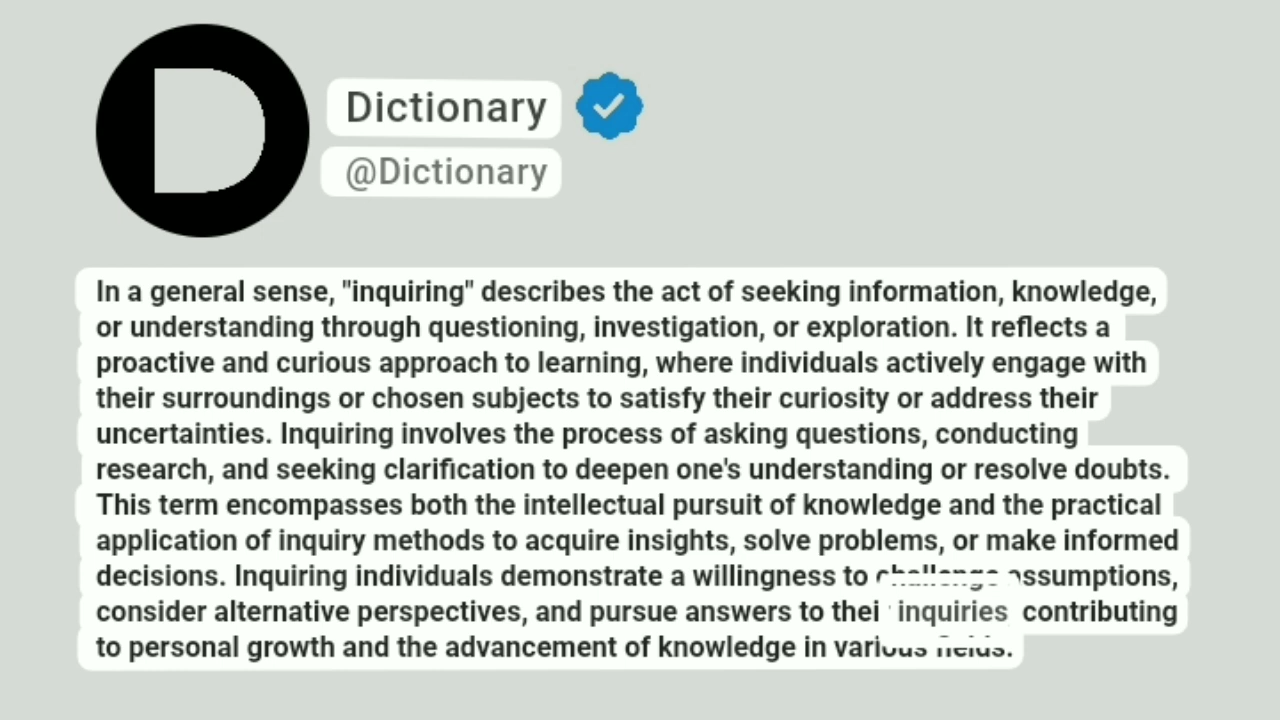 D
Dictionary
@Dictionary
In a general sense, "inquiring" describes the act of seeking information, knowledge,
or understanding through questioning, investigation, or exploration. It reflects a
proactive and curious approach to learning, where individuals actively engage with
their surroundings or chosen subjects to satisfy their curiosity or address their
uncertainties. Inquiring involves the process of asking questions, conducting
research, and seeking clarification to deepen one's understanding or resolve doubts.
This term encompasses both the intellectual pursuit of knowledge and the practical
application of inquiry methods to acquire insights, solve problems, or make informed
decisions. Inquiring individuals demonstrate a willingness to challenge assumptions,
consider alternative perspectives, and pursue answers to thei inquiries contributing
to personal growth and the advancement of knowledge in various fields.